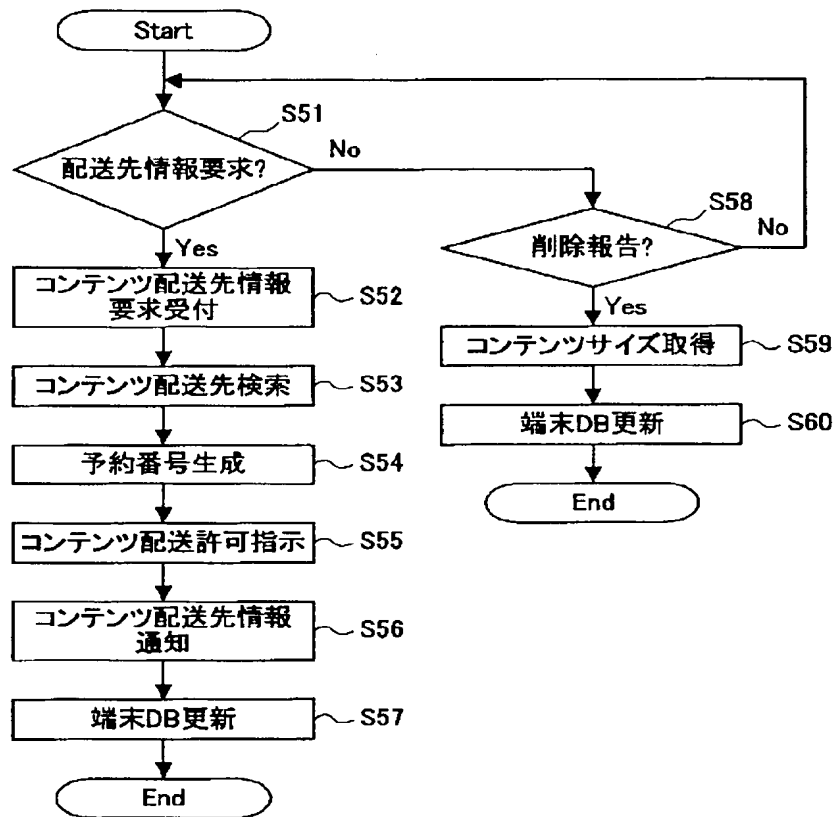 Start
S51
配送先情報要求?
No
Yes
S58
削除報告?
No
Yes
コンテンツ配送先情報
要求受付
S52
コンテンツサイズ取得
S59
コンテンツ配送先検索
S53
端末DB更新
S60
予約番号生成
S54
End
コンテンツ配送許可指示
S55
コンテンツ配送先情報
通知
S56
端末DB更新
S57
End